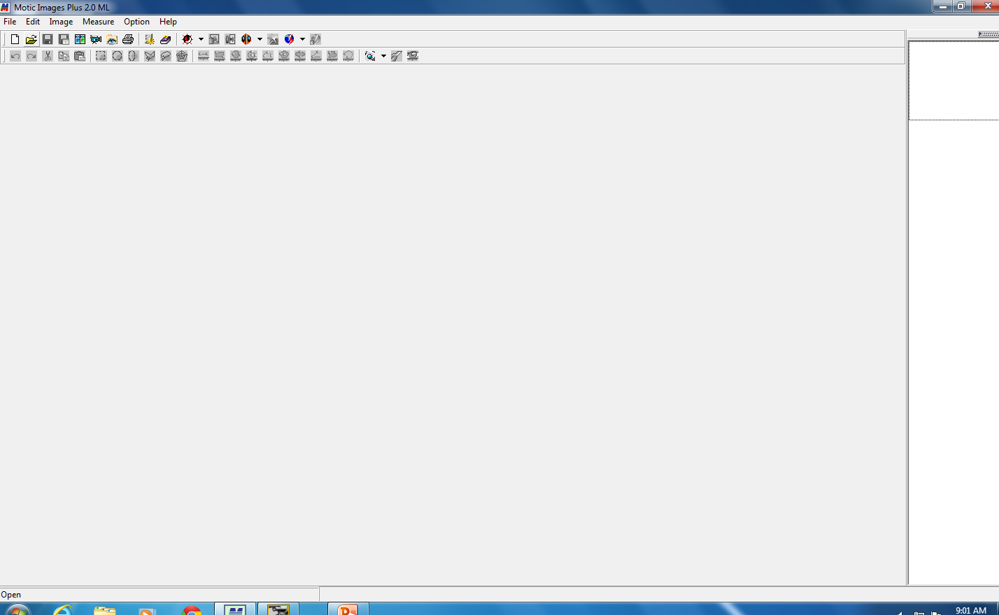 Motic Images Plus 2.0 ML
File Edit Image Measure Option Help
Open
9:01 AM